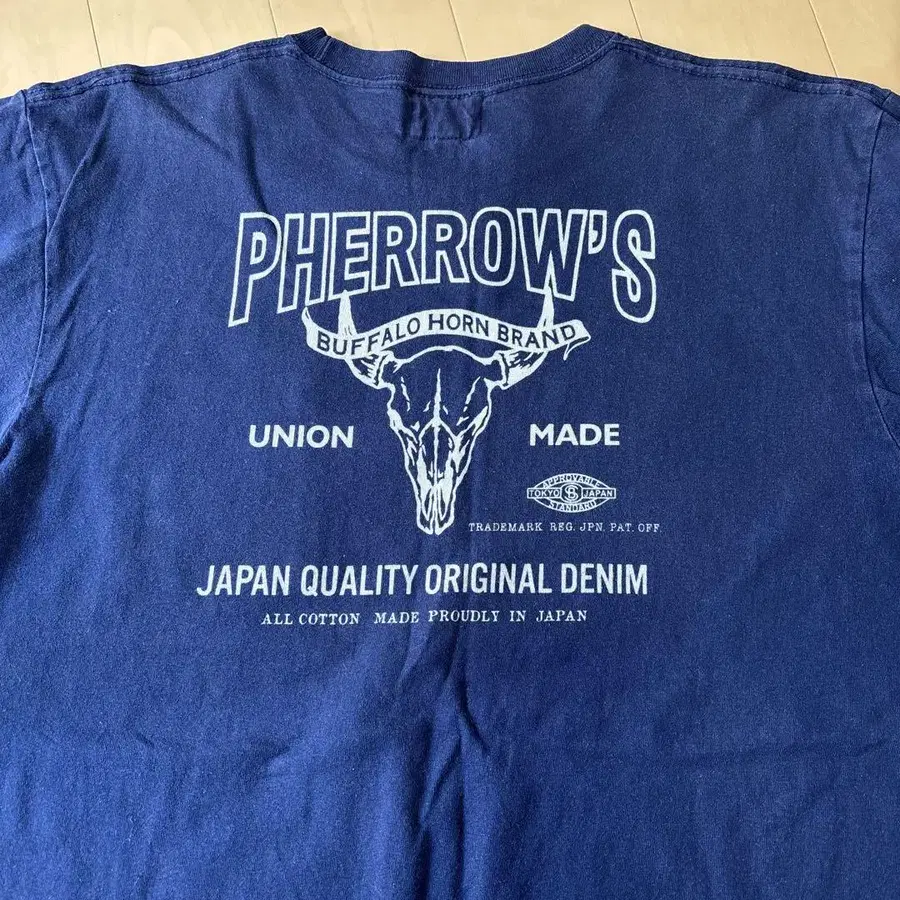 PHERROW'S
BUFFALO HORN BRAND
UNION MADE
APPROVABLE
TOKYO SB JAPAN
STANDARD
TRADEMARK REG. JPN. PAT. OFF.
JAPAN QUALITY ORIGINAL DENIM
ALL COTTON MADE PROUDLY IN JAPAN